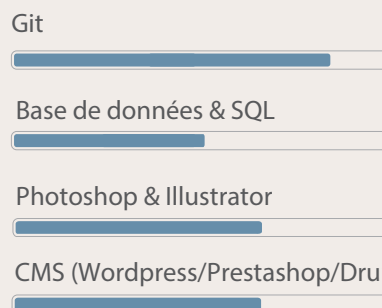 Git
Base de données & SQL
Photoshop & Illustrator
CMS (Wordpress/Prestashop/Dru